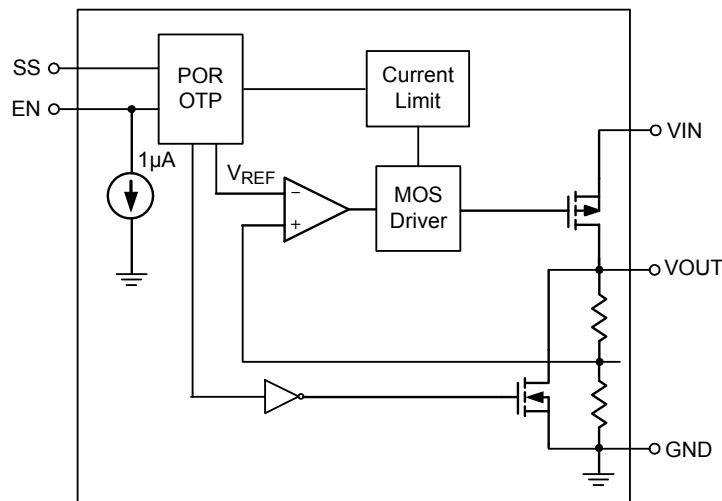 SS
EN
POR
OTP
Current
Limit
VIN
1µA
VREF
−
+
MOS
Driver
VOUT
GND